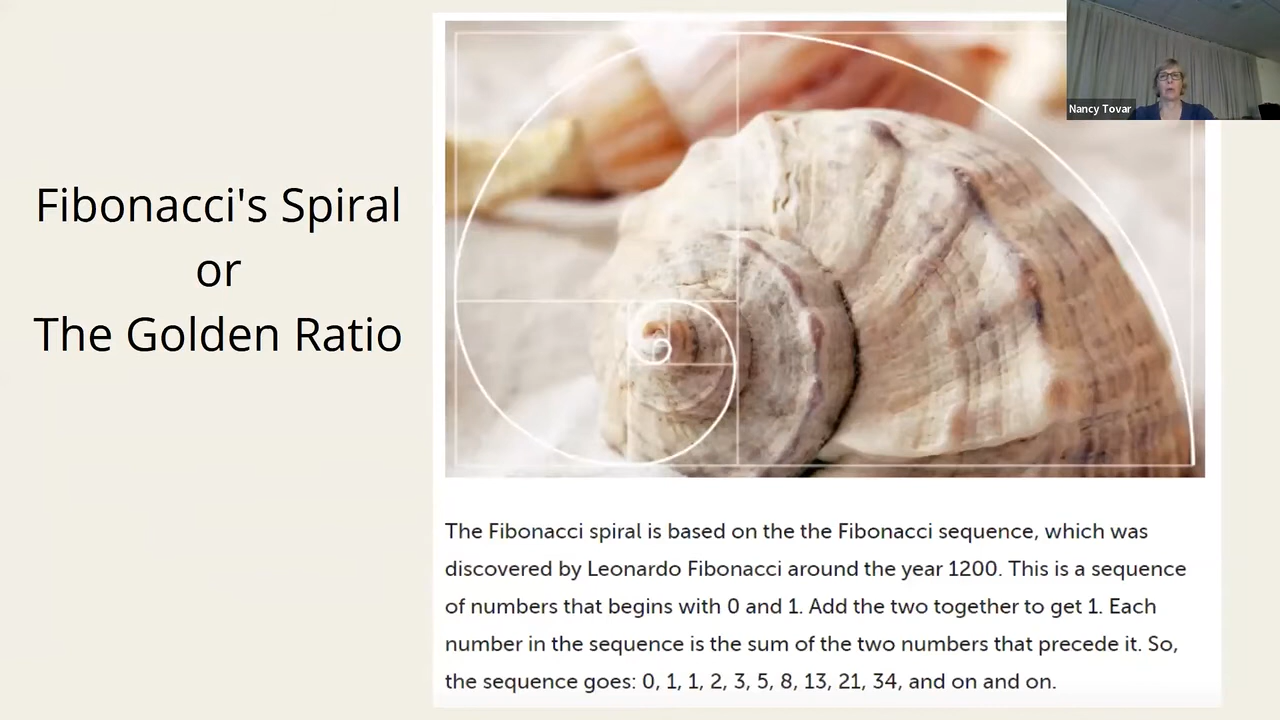 Fibonacci's Spiral
or
The Golden Ratio
Nancy Tovar
The Fibonacci spiral is based on the the Fibonacci sequence, which was
discovered by Leonardo Fibonacci around the year 1200. This is a sequence
of numbers that begins with 0 and 1. Add the two together to get 1. Each
number in the sequence is the sum of the two numbers that precede it. So,
the sequence goes: 0, 1, 1, 2, 3, 5, 8, 13, 21, 34, and on and on.